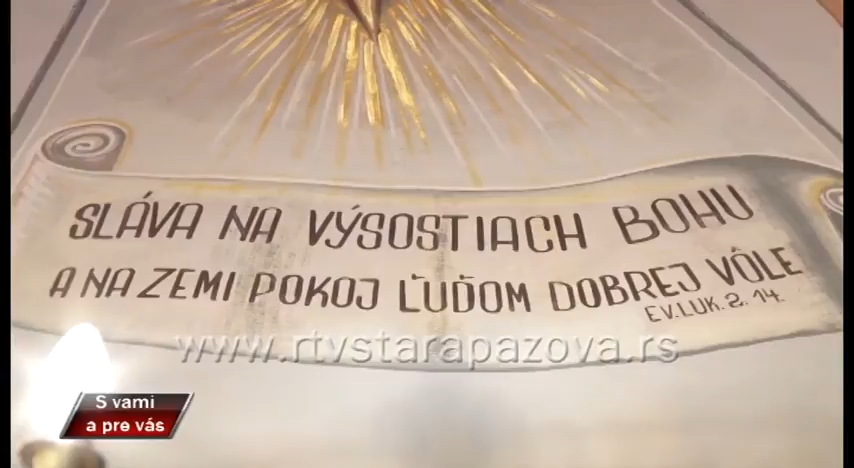 SLÁVA NA VÝSOSTIACH BOHU
A NA ZEMI POKOJ ĽUĎOM DOBREJ VÔLE
EV.LUK. 2. 14.
www.rtvstarapazova.rs
S vami
a pre vás